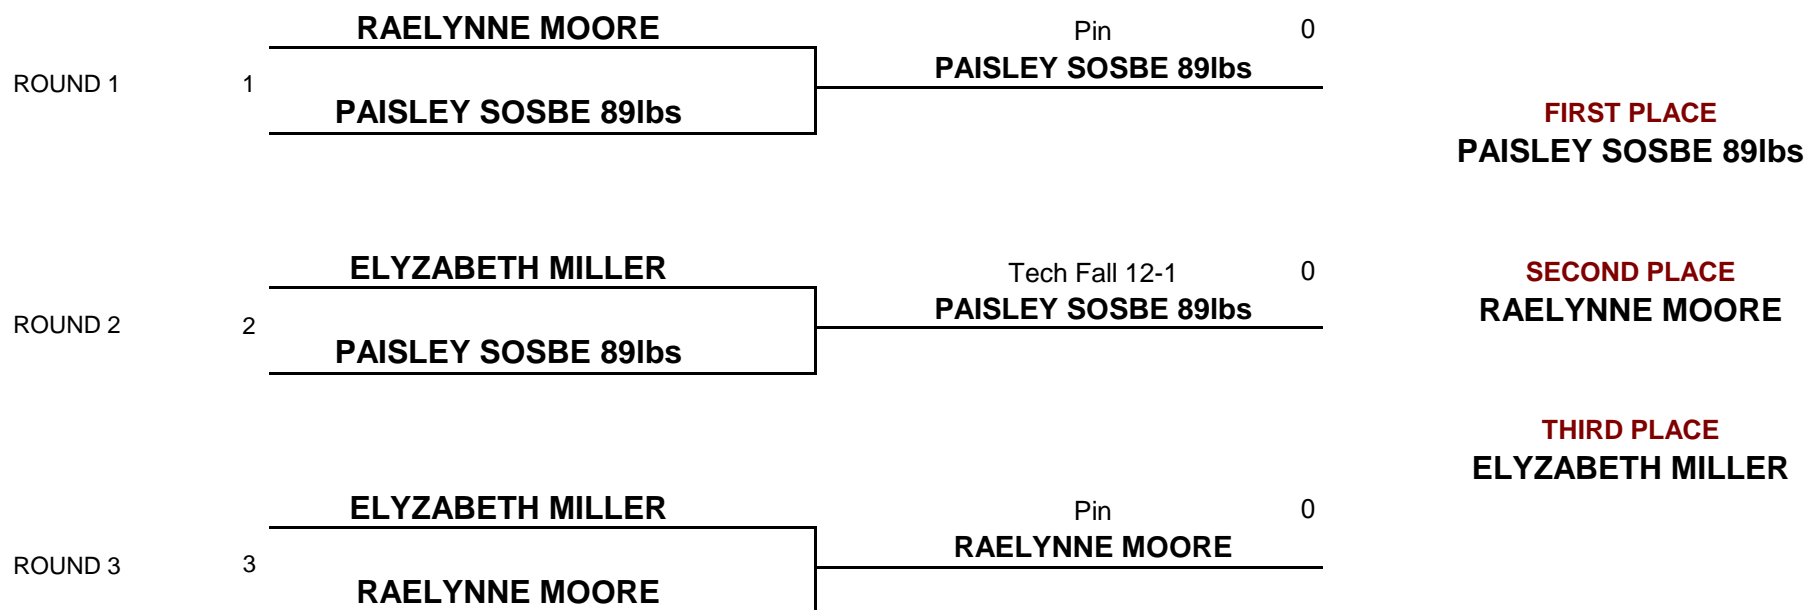 RAELYNNE MOORE
Pin 0
ROUND 1 1
PAISLEY SOSBE 89lbs
PAISLEY SOSBE 89lbs
FIRST PLACE
PAISLEY SOSBE 89lbs
ELYZABETH MILLER
Tech Fall 12-1 0
ROUND 2 2
PAISLEY SOSBE 89lbs
PAISLEY SOSBE 89lbs
SECOND PLACE
RAELYNNE MOORE
THIRD PLACE
ELYZABETH MILLER
ELYZABETH MILLER
Pin 0
ROUND 3 3
RAELYNNE MOORE
RAELYNNE MOORE